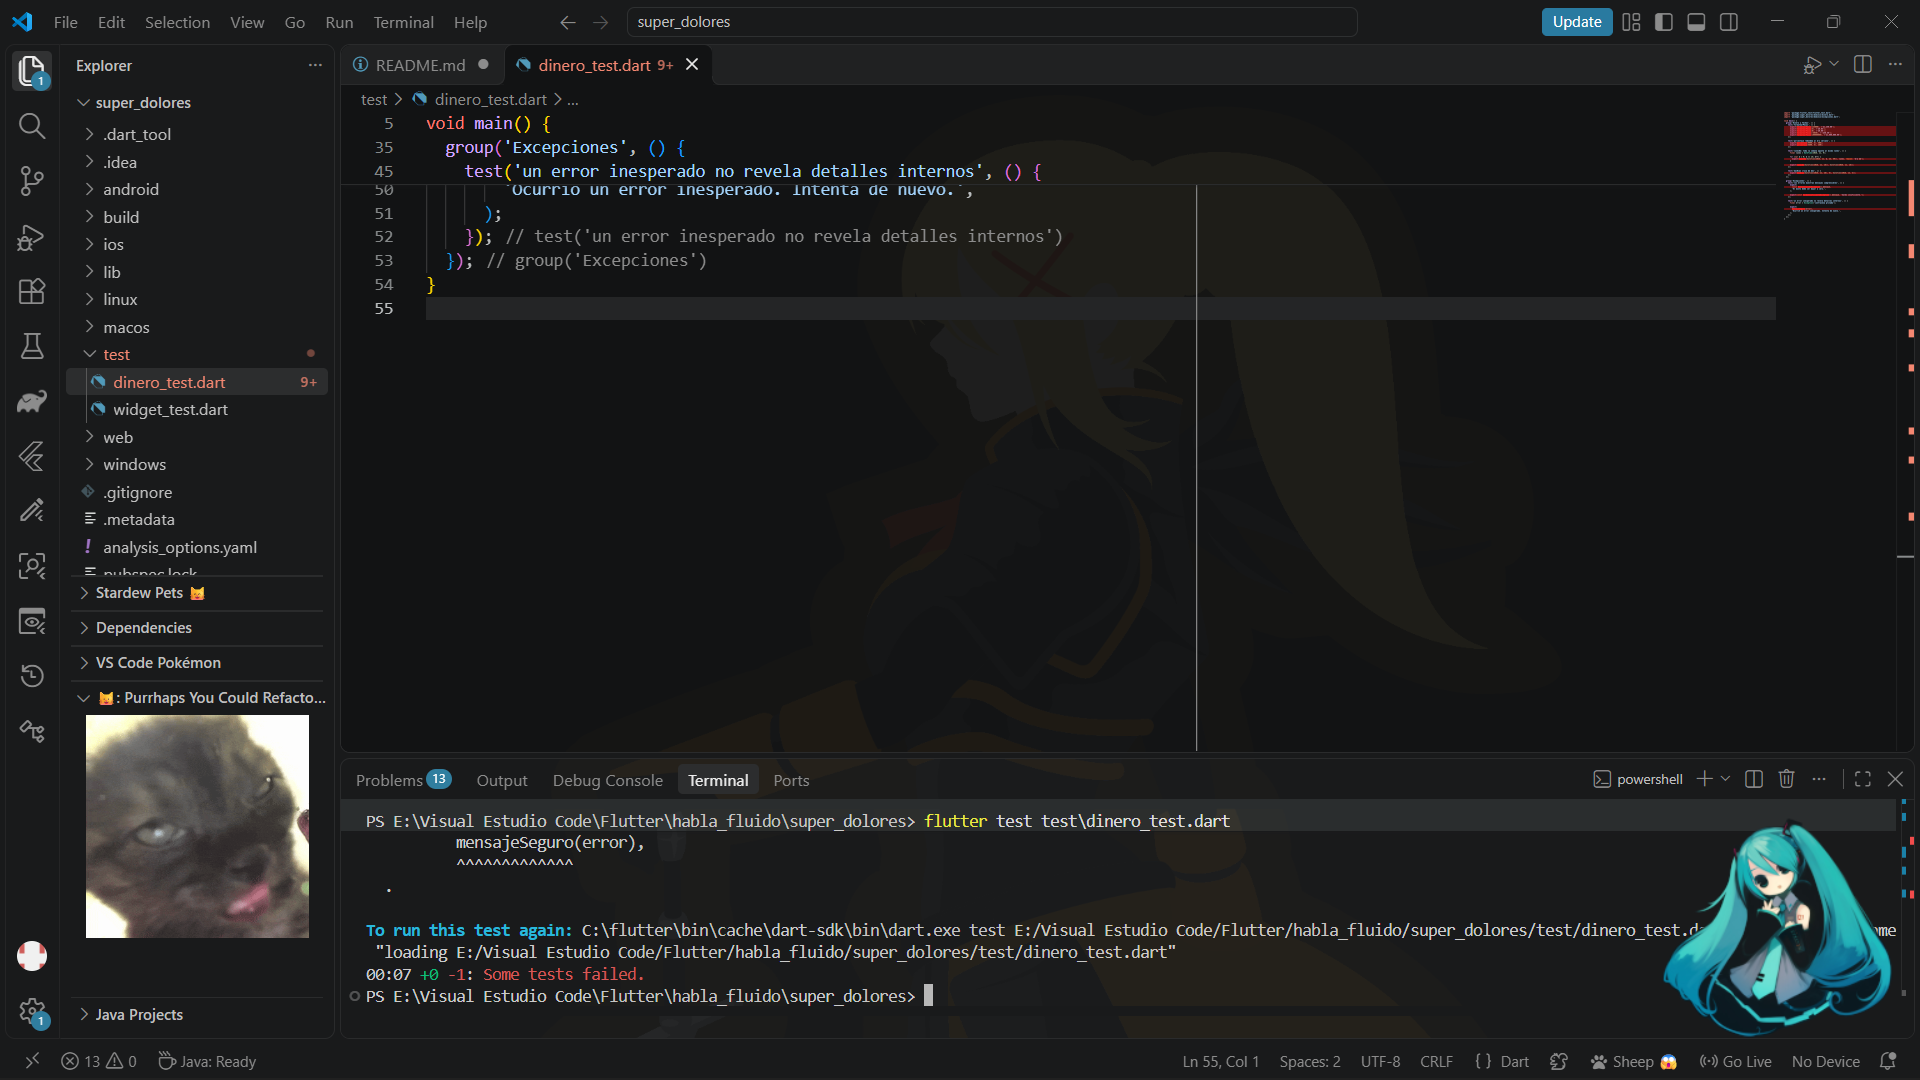 File Edit Selection View Go Run Terminal Help
super_dolores
Update
Explorer
super_dolores
.dart_tool
.idea
android
build
ios
lib
linux
macos
test
dinero_test.dart 9+
widget_test.dart
web
windows
.gitignore
.metadata
analysis_options.yaml
pubspec.lock
Stardew Pets 😸
Dependencies
VS Code Pokémon
😸: Purrhaps You Could Refacto...
Java Projects
README.md
dinero_test.dart 9+
test > dinero_test.dart > ...
5 void main() {
35 group('Excepciones', () {
45 test('un error inesperado no revela detalles internos', () {
50 'Ocurrió un error inesperado. Intenta de nuevo.',
51 );
52 }); // test('un error inesperado no revela detalles internos')
53 }); // group('Excepciones')
54 }
55
Problems 13 Output Debug Console Terminal Ports
powershell
PS E:\Visual Estudio Code\Flutter\habla_fluido\super_dolores> flutter test test\dinero_test.dart
mensajeSeguro(error),
^^^^^^^^^^^^^
.
To run this test again: C:\flutter\bin\cache\dart-sdk\bin\dart.exe test E:/Visual Estudio Code/Flutter/habla_fluido/super_dolores/test/dinero_test.da
"loading E:/Visual Estudio Code/Flutter/habla_fluido/super_dolores/test/dinero_test.dart"
00:07 +0 -1: Some tests failed.
PS E:\Visual Estudio Code\Flutter\habla_fluido\super_dolores>
13 0 Java: Ready
Ln 55, Col 1 Spaces: 2 UTF-8 CRLF { } Dart Sheep 😱 Go Live No Device